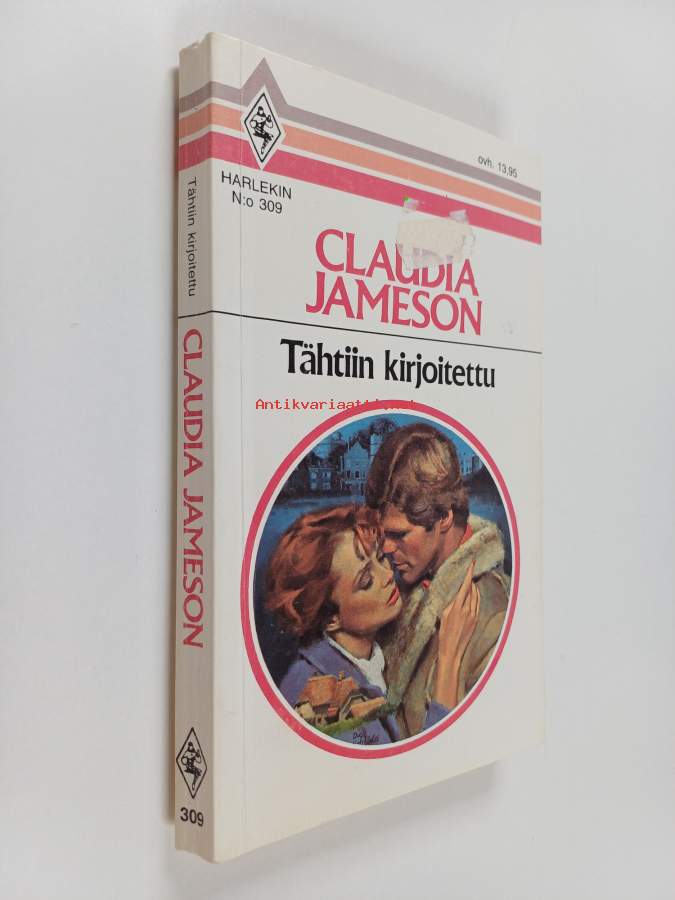 ovh. 13,95
HARLEKIN
N:o 309
CLAUDIA
JAMESON
Tähtiin kirjoitettu
Antikvariaatti.net
Tähtiin kirjoitettu
CLAUDIA JAMESON
309